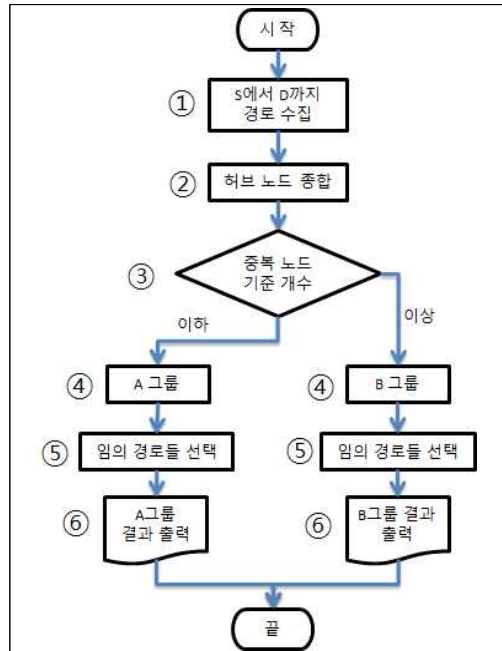 시 작
①
S에서 D까지
경로 수집
②
허브 노드 종합
③
중복 노드
기준 개수
이하
이상
④
A 그룹
④
B 그룹
⑤
임의 경로들 선택
⑤
임의 경로들 선택
⑥
A그룹
결과 출력
⑥
B그룹 결과
출력
끝